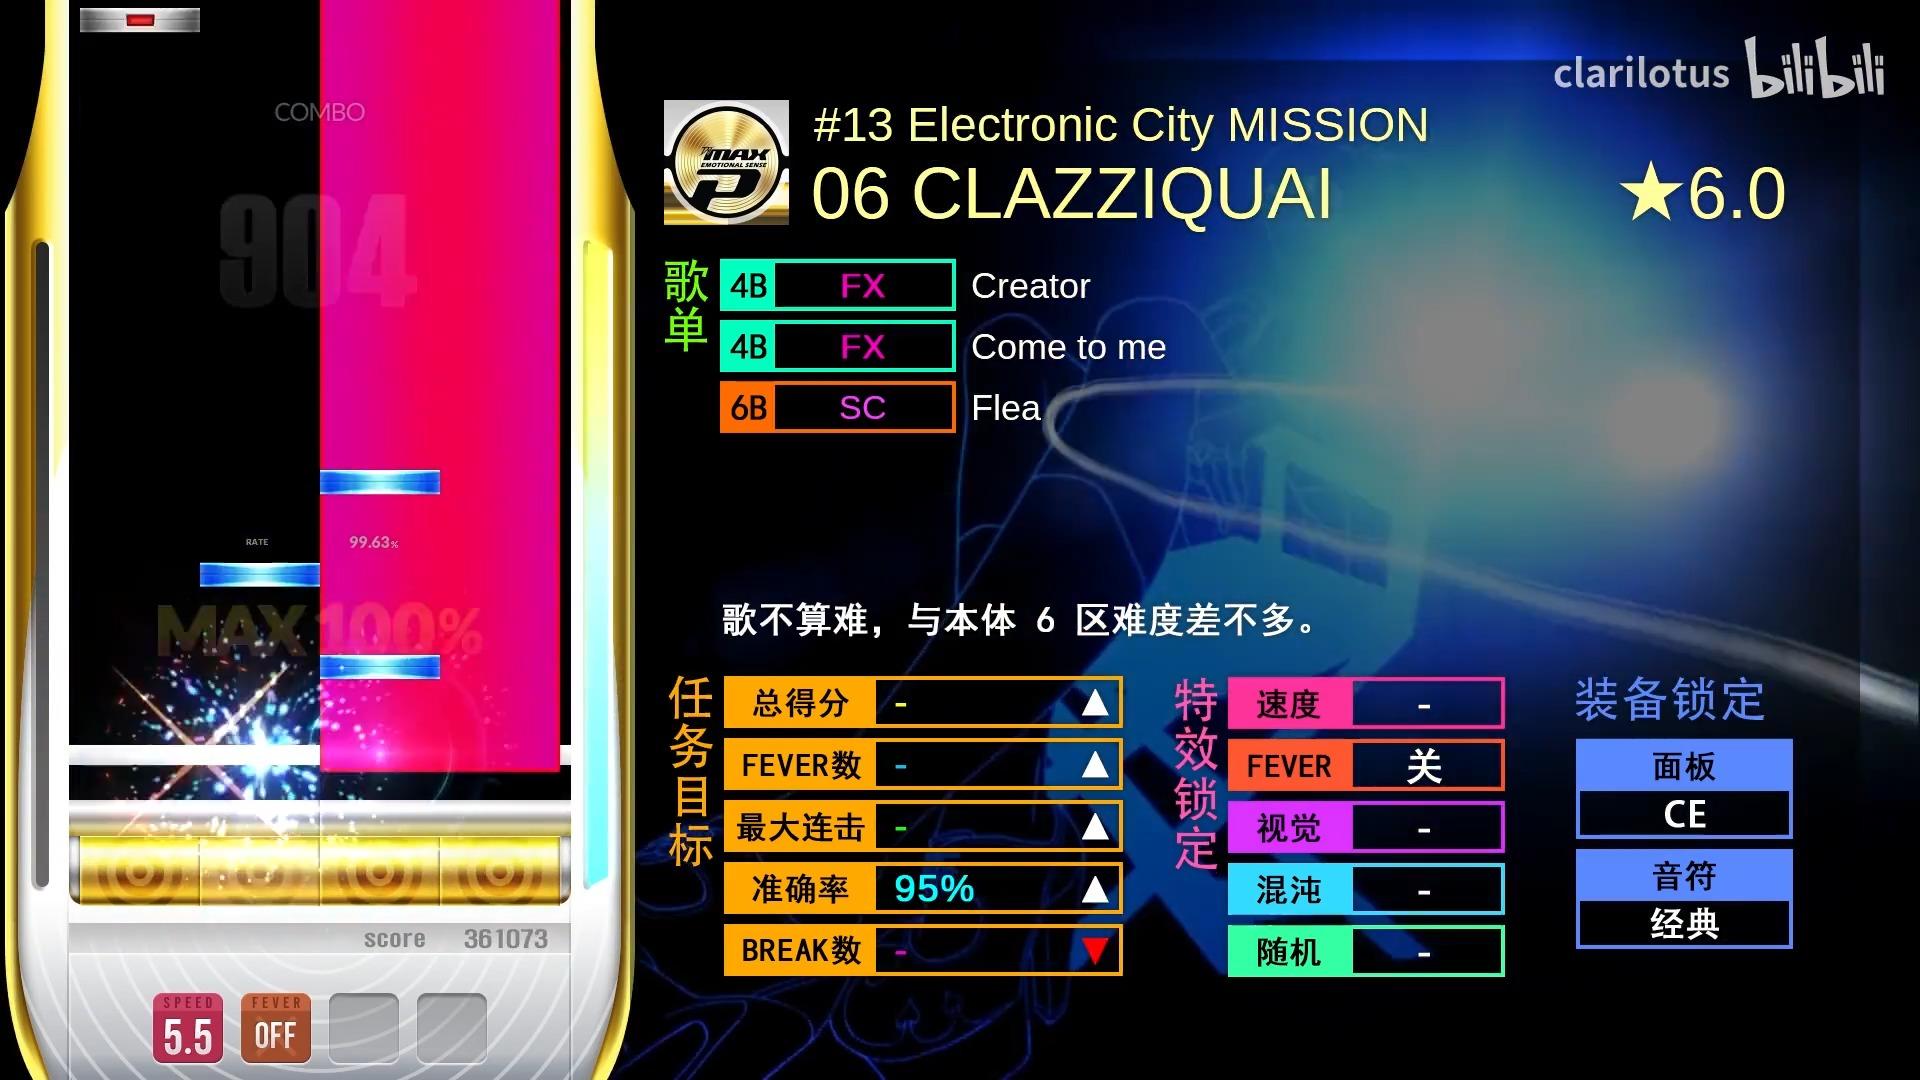 COMBO
904
RATE 99.63%
MAX 100%
score 361073
SPEED
5.5
FEVER
OFF
clarilotus bilibili
MAX
EMOTIONAL SENSE
#13 Electronic City MISSION
06 CLAZZIQUAI ★6.0
歌单
4B FX Creator
4B FX Come to me
6B SC Flea
歌不算难，与本体 6 区难度差不多。
任务目标
总得分 - ▲
FEVER数 - ▲
最大连击 - ▲
准确率 95% ▲
BREAK数 - ▼
特效锁定
速度 -
FEVER 关
视觉 -
混沌 -
随机 -
装备锁定
面板
CE
音符
经典